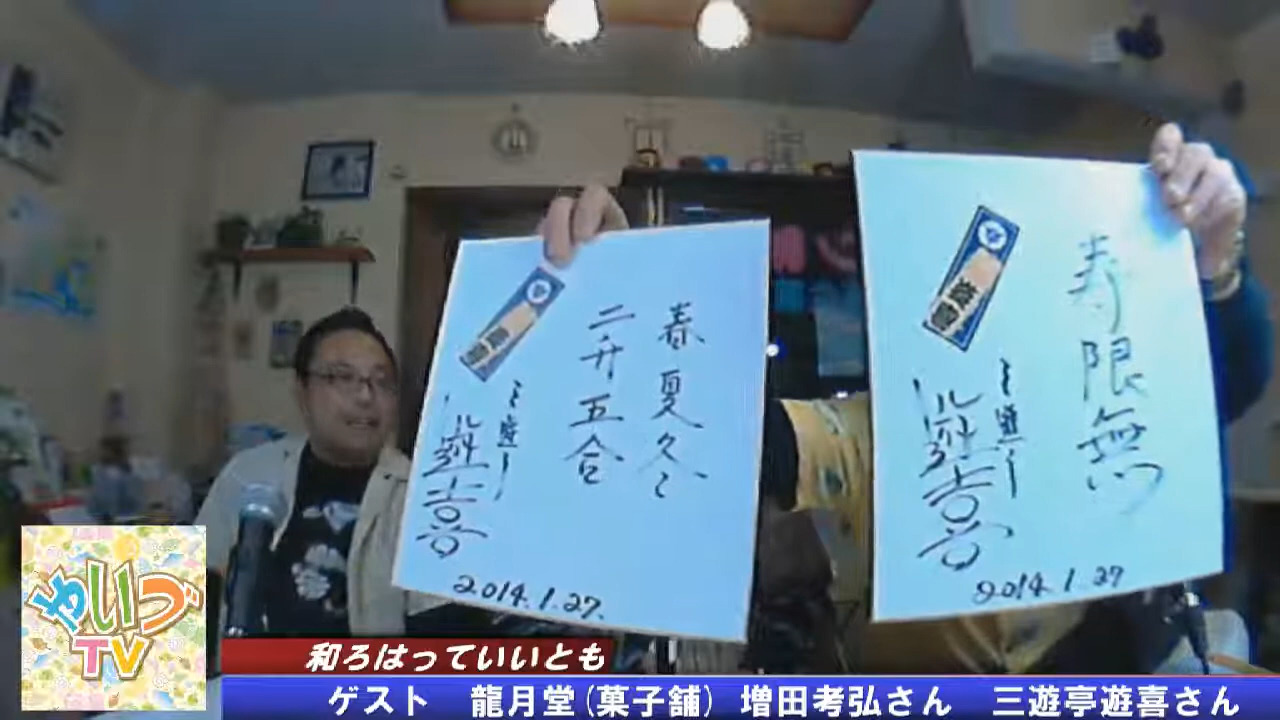 春夏冬
二升五合
三遊亭
遊喜
2014.1.27.
寿限無
三遊亭
遊喜
2014.1.27
やいづ
TV
和ろはっていいとも
ゲスト 龍月堂(菓子舗) 増田考弘さん 三遊亭遊喜さん